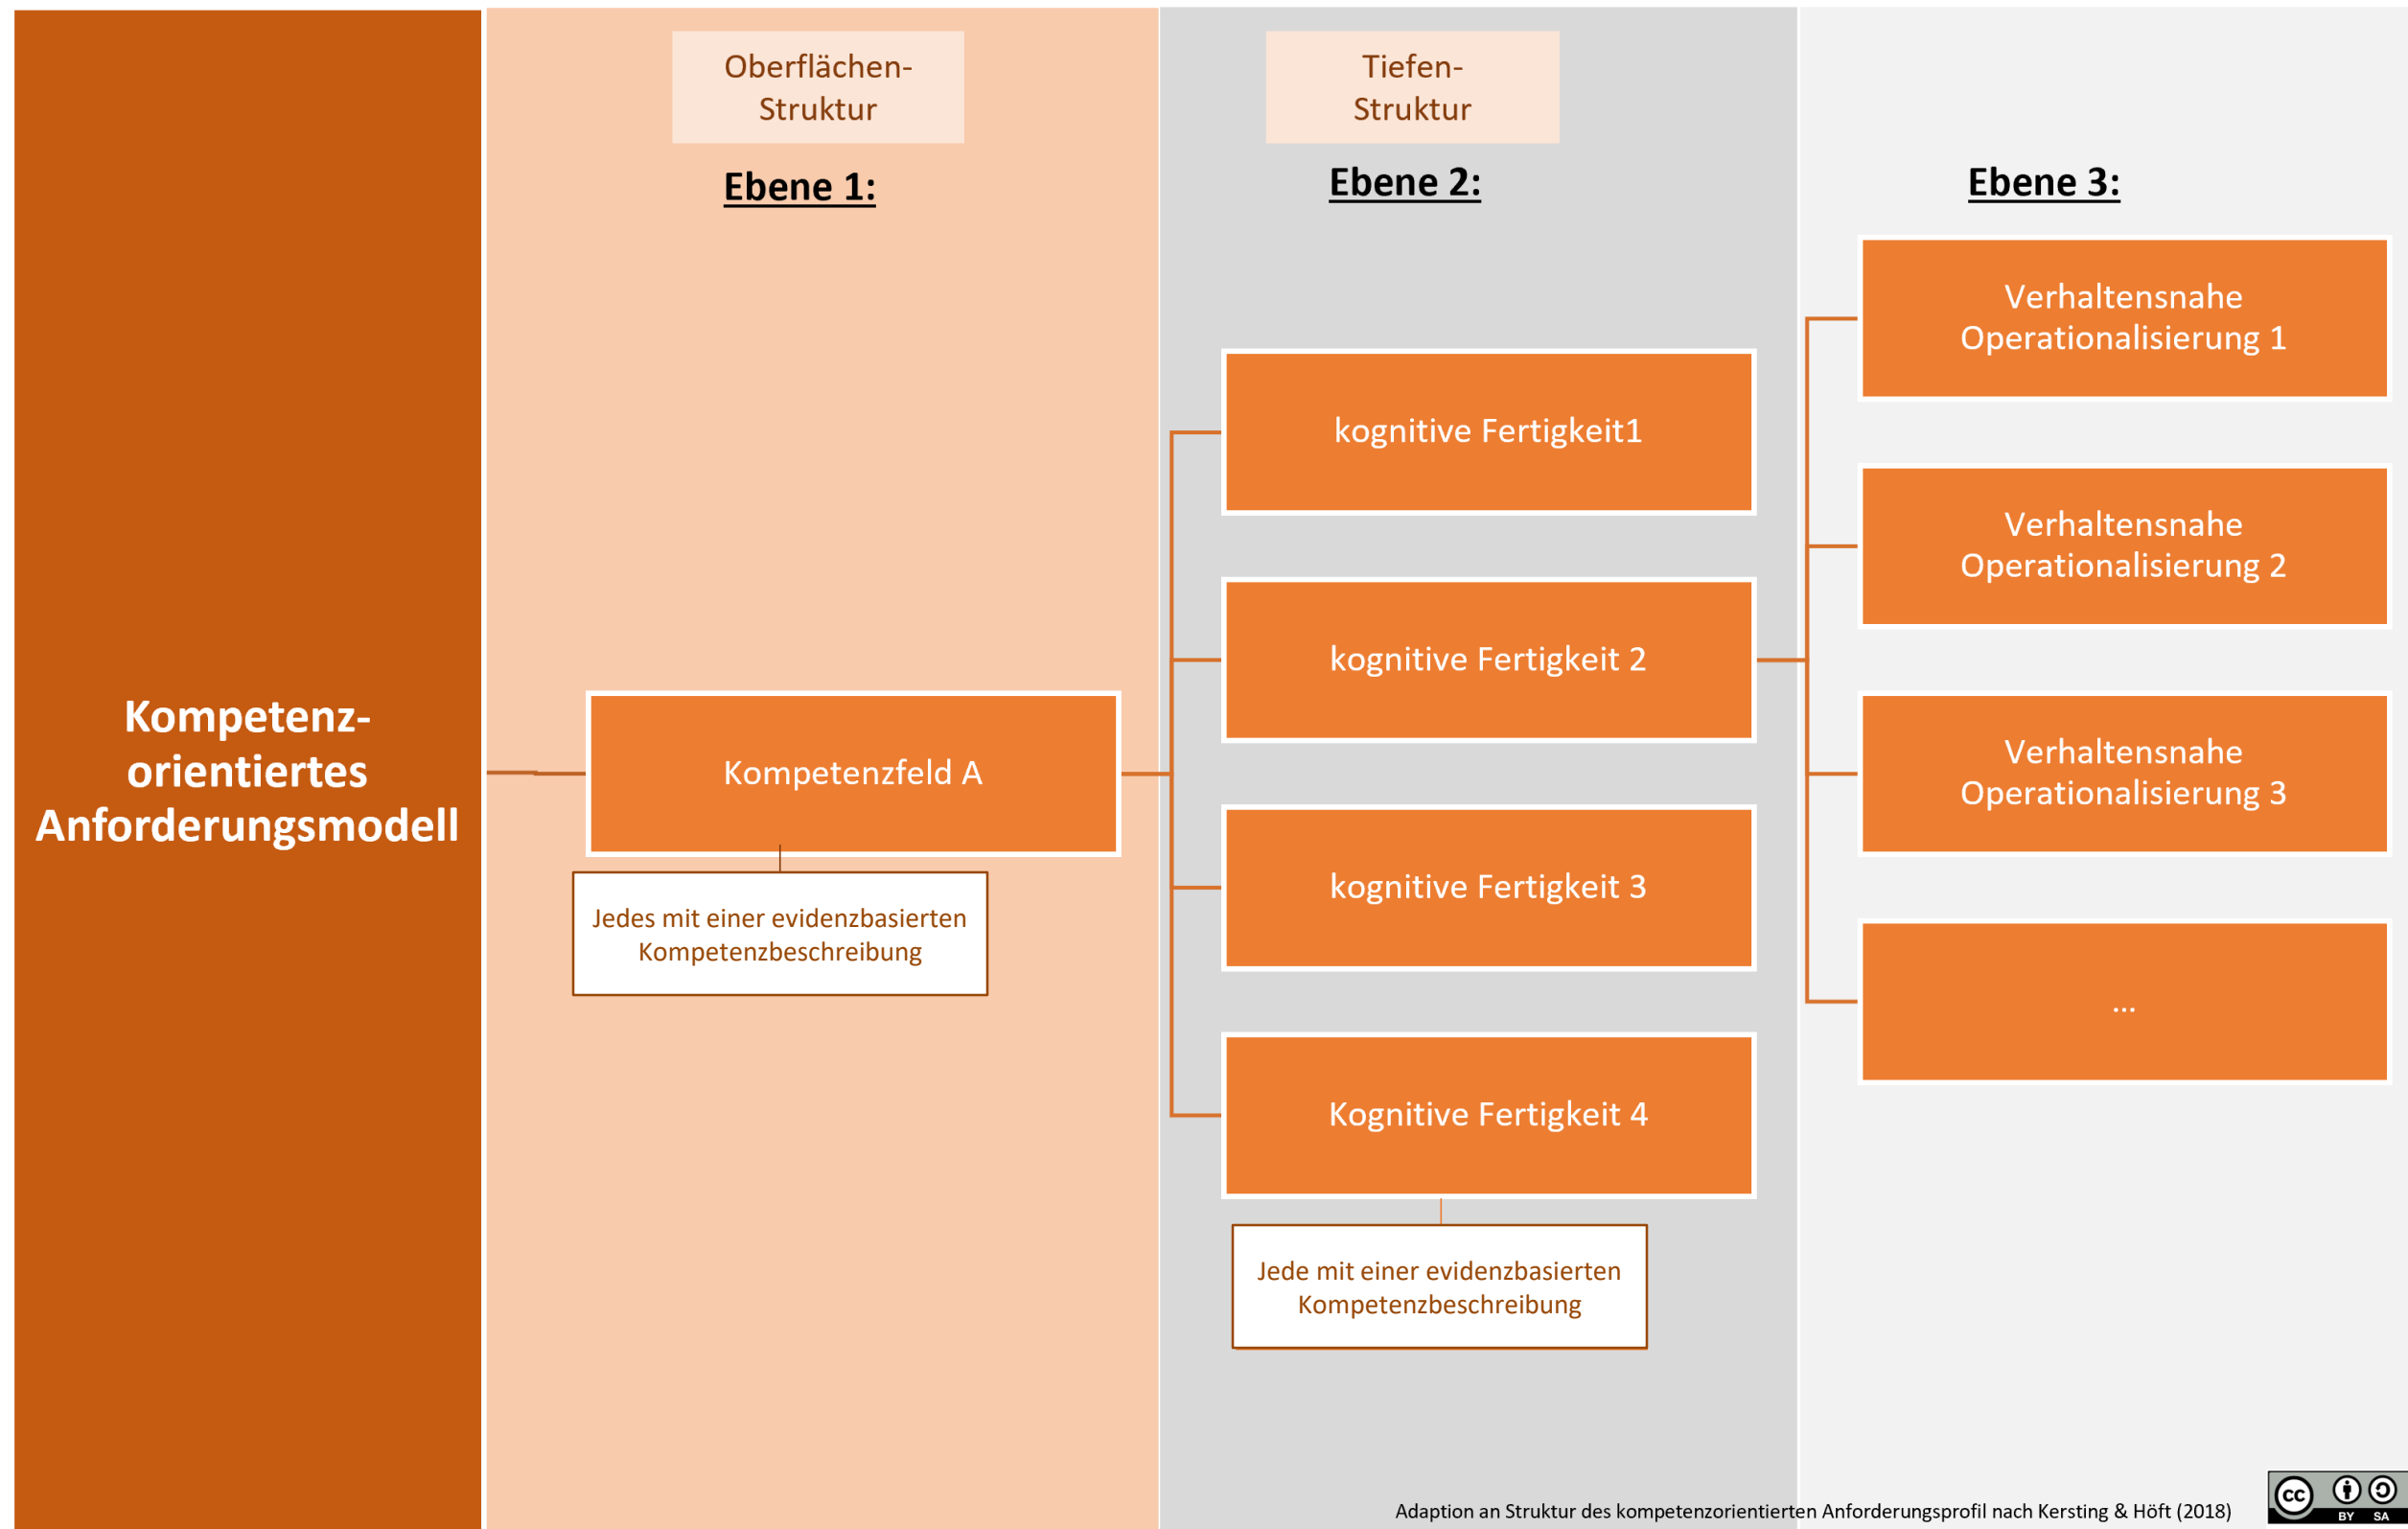 Kompetenz-
orientiertes
Anforderungsmodell
Oberflächen-
Struktur
Ebene 1:
Kompetenzfeld A
Jedes mit einer evidenzbasierten
Kompetenzbeschreibung
Tiefen-
Struktur
Ebene 2:
kognitive Fertigkeit1
kognitive Fertigkeit 2
kognitive Fertigkeit 3
Kognitive Fertigkeit 4
Jede mit einer evidenzbasierten
Kompetenzbeschreibung
Ebene 3:
Verhaltensnahe
Operationalisierung 1
Verhaltensnahe
Operationalisierung 2
Verhaltensnahe
Operationalisierung 3
...
Adaption an Struktur des kompetenzorientierten Anforderungsprofil nach Kersting & Höft (2018)
cc
BY SA